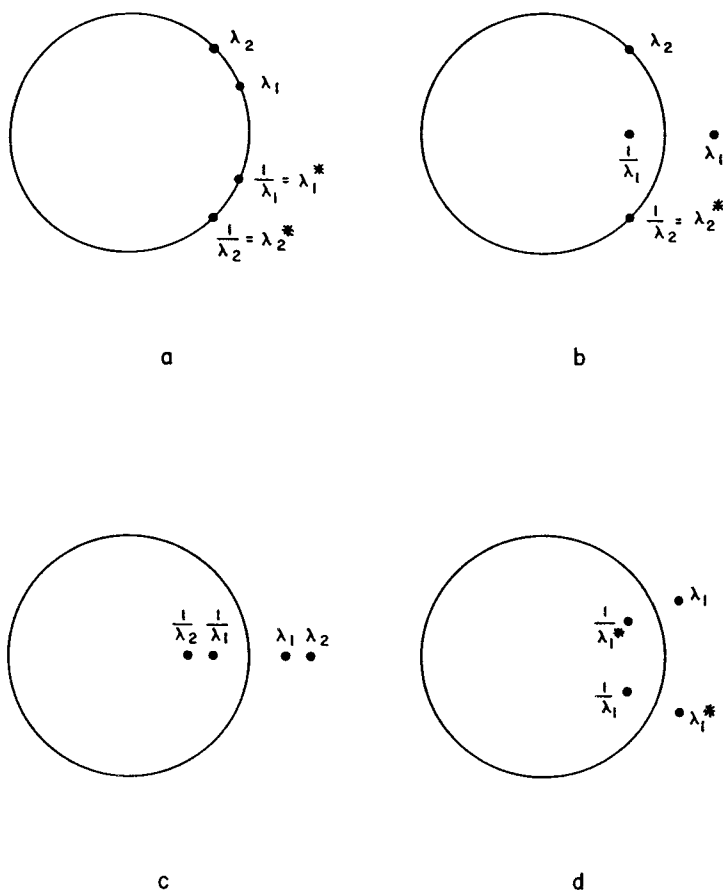 λ₂
λ₁
1/λ₁ = λ₁*
1/λ₂ = λ₂*
a
λ₂
1/λ₁
λ₁
1/λ₂ = λ₂*
b
1/λ₂ 1/λ₁ λ₁ λ₂
c
λ₁
1/λ₁*
1/λ₁
λ₁*
d